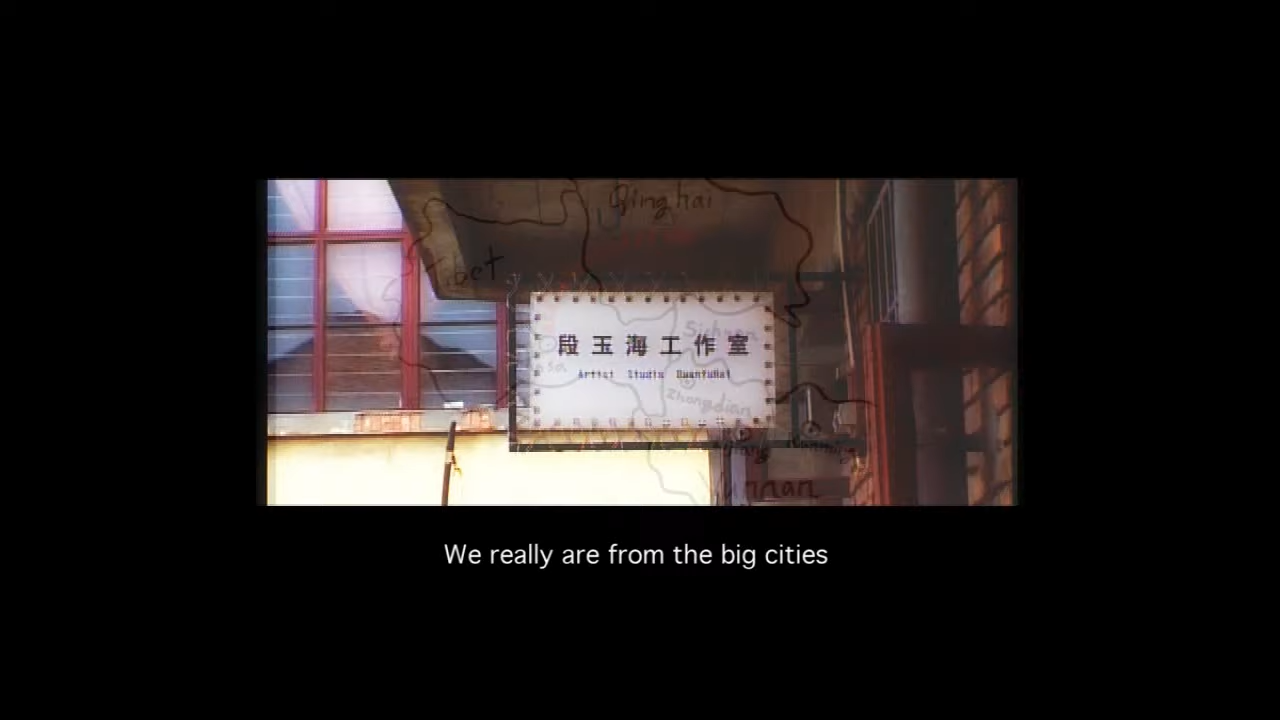 Qinghai
Tibet
Sichuan
段玉海工作室
Artist Studio DuanYuHai
Zhongdian
Kunming
Yunnan
We really are from the big cities